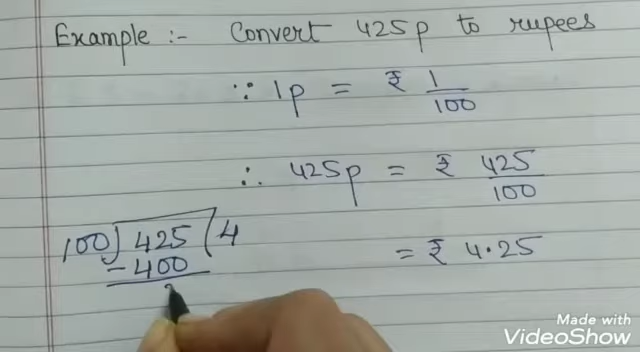 Example :- Convert 425p to rupees
∵ 1p = ₹ 1/100
∴ 425p = ₹ 425/100
= ₹ 4.25
100) 425 (4
- 400
Made with
VideoShow